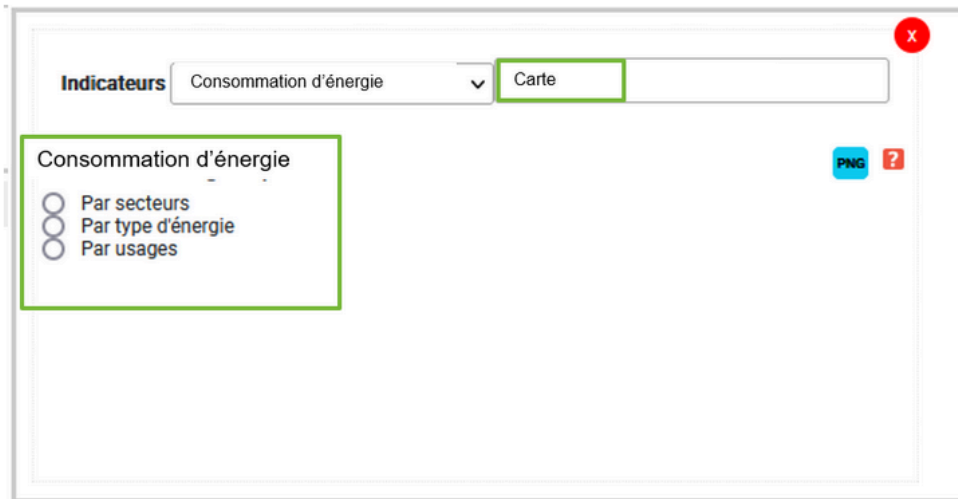 X
Indicateurs Consommation d'énergie Carte
Consommation d'énergie
PNG ?
Par secteurs
Par type d'énergie
Par usages